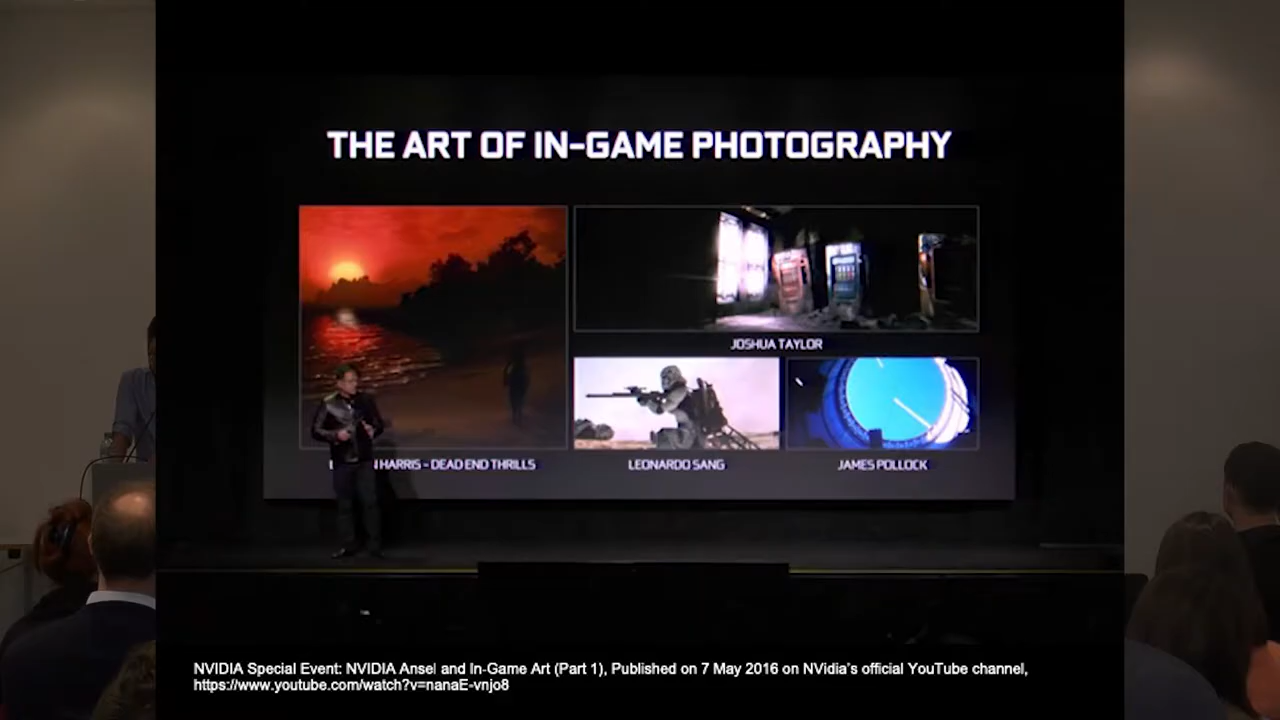 THE ART OF IN-GAME PHOTOGRAPHY
JOSHUA TAYLOR
HARRIS - DEAD END THRILLS
LEONARDO SANG
JAMES POLLOCK
NVIDIA Special Event: NVIDIA Ansel and In-Game Art (Part 1), Published on 7 May 2016 on NVidia's official YouTube channel,
https://www.youtube.com/watch?v=nanaE-vnjo8